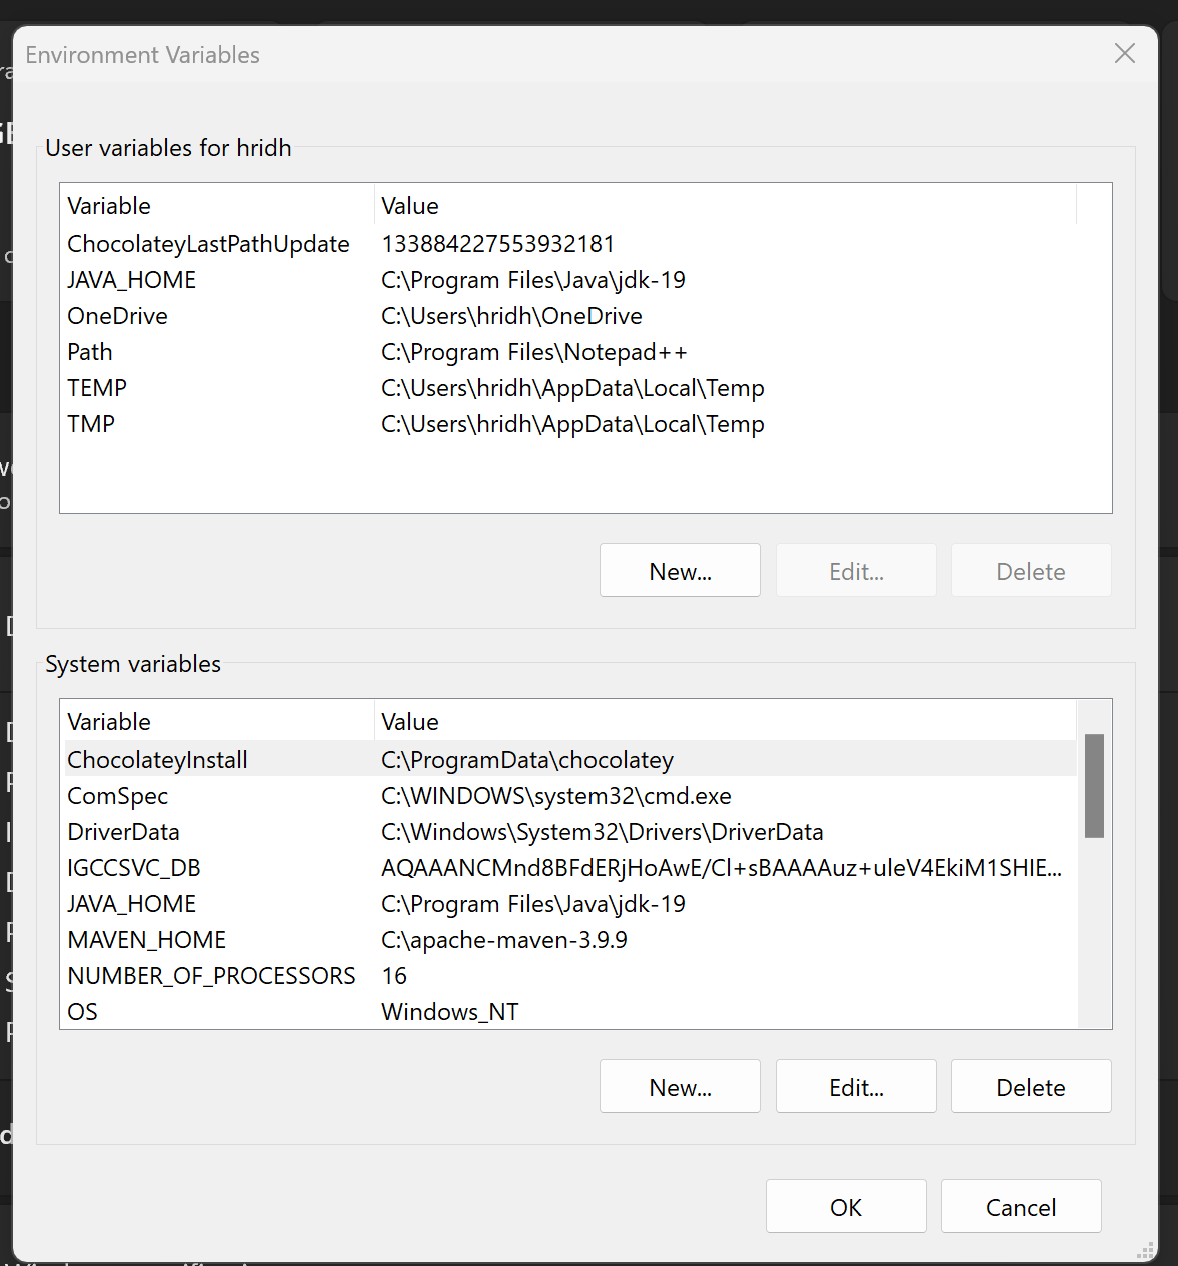 Environment Variables
User variables for hridh
Variable Value
ChocolateyLastPathUpdate 133884227553932181
JAVA_HOME C:\Program Files\Java\jdk-19
OneDrive C:\Users\hridh\OneDrive
Path C:\Program Files\Notepad++
TEMP C:\Users\hridh\AppData\Local\Temp
TMP C:\Users\hridh\AppData\Local\Temp
New... Edit... Delete
System variables
Variable Value
ChocolateyInstall C:\ProgramData\chocolatey
ComSpec C:\WINDOWS\system32\cmd.exe
DriverData C:\Windows\System32\Drivers\DriverData
IGCCSVC_DB AQAAANCMnd8BFdERjHoAwE/Cl+sBAAAAuz+uleV4EkiM1SHIE...
JAVA_HOME C:\Program Files\Java\jdk-19
MAVEN_HOME C:\apache-maven-3.9.9
NUMBER_OF_PROCESSORS 16
OS Windows_NT
New... Edit... Delete
OK Cancel